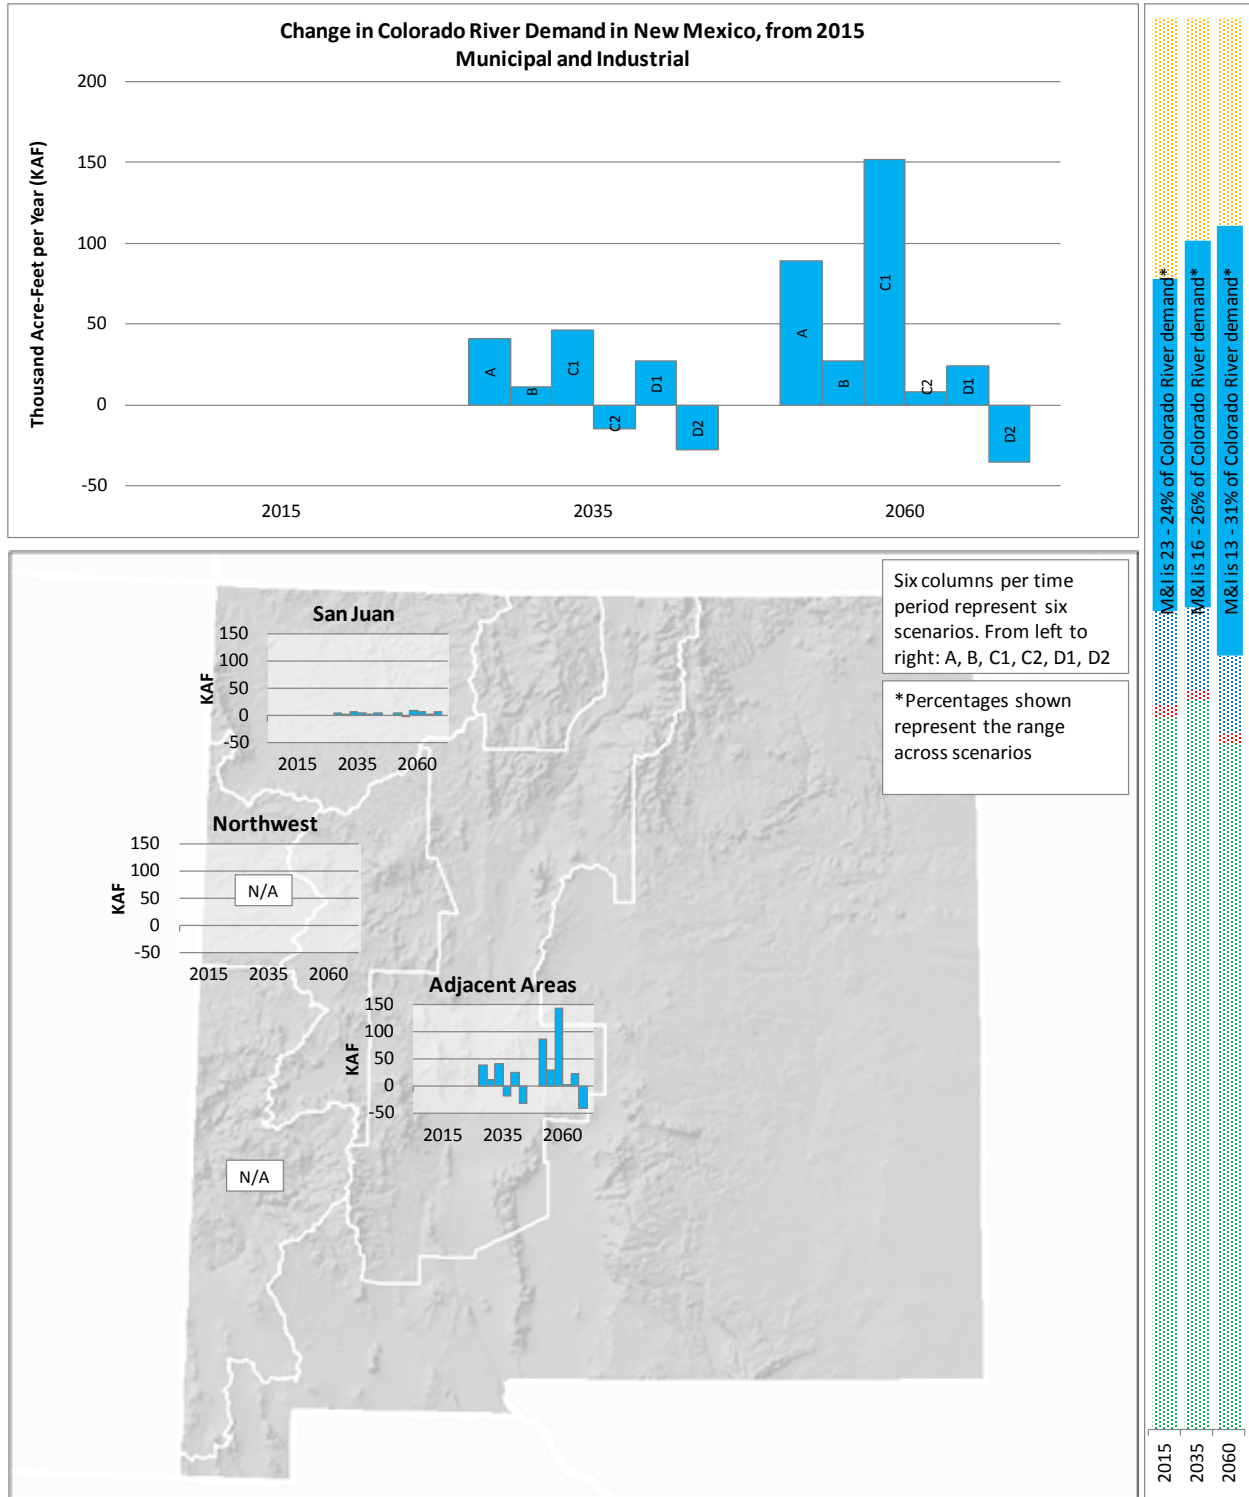 Change in Colorado River Demand in New Mexico, from 2015
Municipal and Industrial
Thousand Acre-Feet per Year (KAF)
200
150
100
50
0
-50
A
B
C1
C2
D1
D2
A
B
C1
C2
D1
D2
2015
2035
2060
Six columns per time
period represent six
scenarios. From left to
right: A, B, C1, C2, D1, D2
*Percentages shown
represent the range
across scenarios
San Juan
KAF
150
100
50
0
-50
2015
2035
2060
Northwest
KAF
150
100
50
0
-50
N/A
2015
2035
2060
Adjacent Areas
KAF
150
100
50
0
-50
2015
2035
2060
N/A
M&I is 23 - 24% of Colorado River demand*
M&I is 16 - 26% of Colorado River demand*
M&I is 13 - 31% of Colorado River demand*
2015
2035
2060